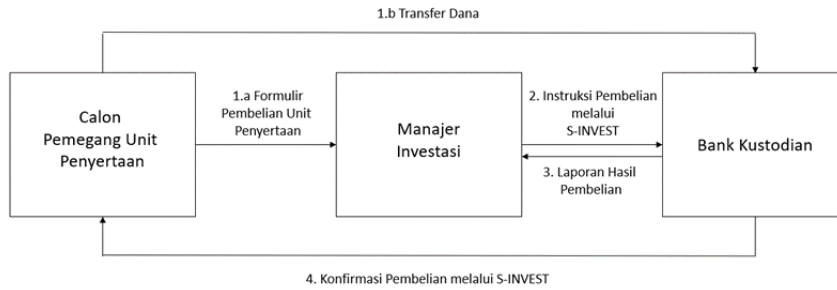 1.b Transfer Dana
Calon
Pemegang Unit
Penyertaan
1.a Formulir
Pembelian Unit
Penyertaan
Manajer
Investasi
2. Instruksi Pembelian
melalui
S-INVEST
3. Laporan Hasil
Pembelian
Bank Kustodian
4. Konfirmasi Pembelian melalui S-INVEST